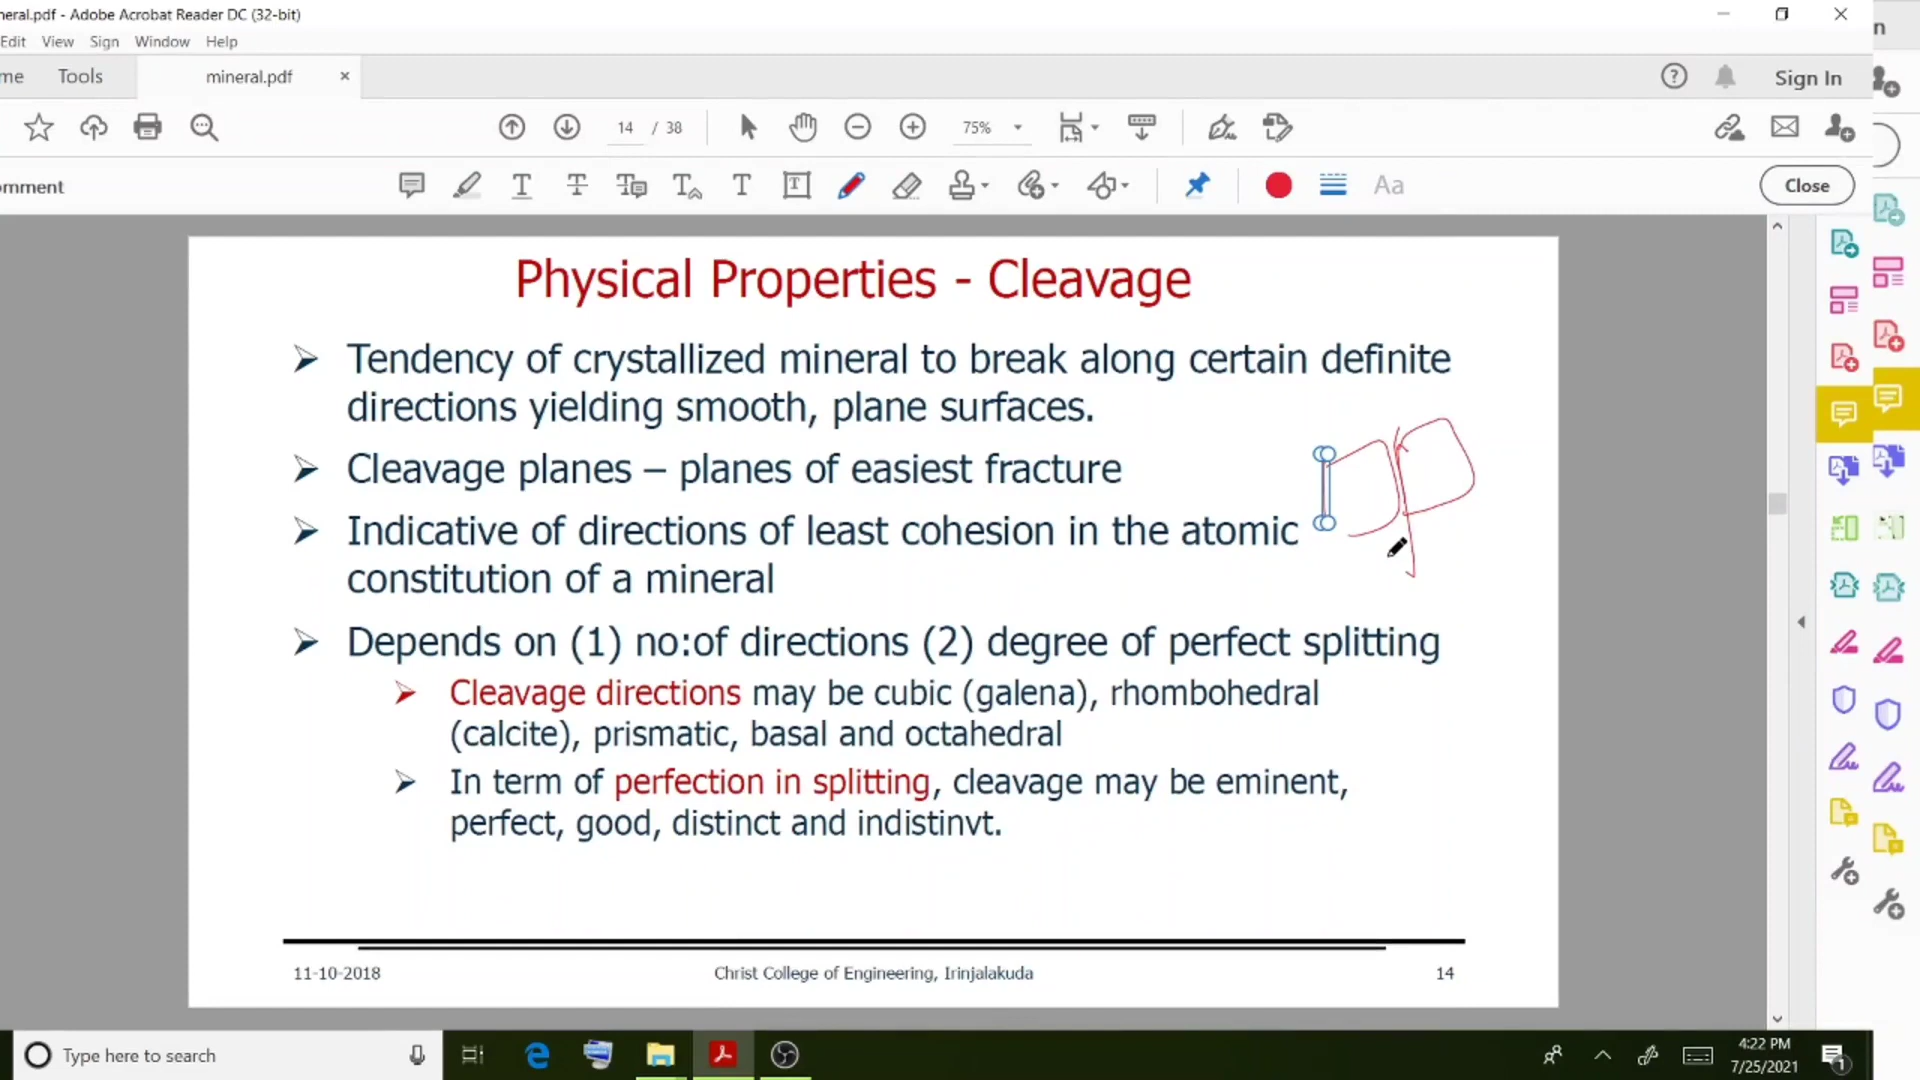 neral.pdf - Adobe Acrobat Reader DC (32-bit)
Edit View Sign Window Help
me Tools mineral.pdf Sign In
14 / 38 75%
omment Aa Close
Physical Properties - Cleavage
Tendency of crystallized mineral to break along certain definite
directions yielding smooth, plane surfaces.
Cleavage planes – planes of easiest fracture
Indicative of directions of least cohesion in the atomic
constitution of a mineral
Depends on (1) no:of directions (2) degree of perfect splitting
Cleavage directions may be cubic (galena), rhombohedral
(calcite), prismatic, basal and octahedral
In term of perfection in splitting, cleavage may be eminent,
perfect, good, distinct and indistinvt.
11-10-2018 Christ College of Engineering, Irinjalakuda 14
Type here to search
4:22 PM
7/25/2021
1